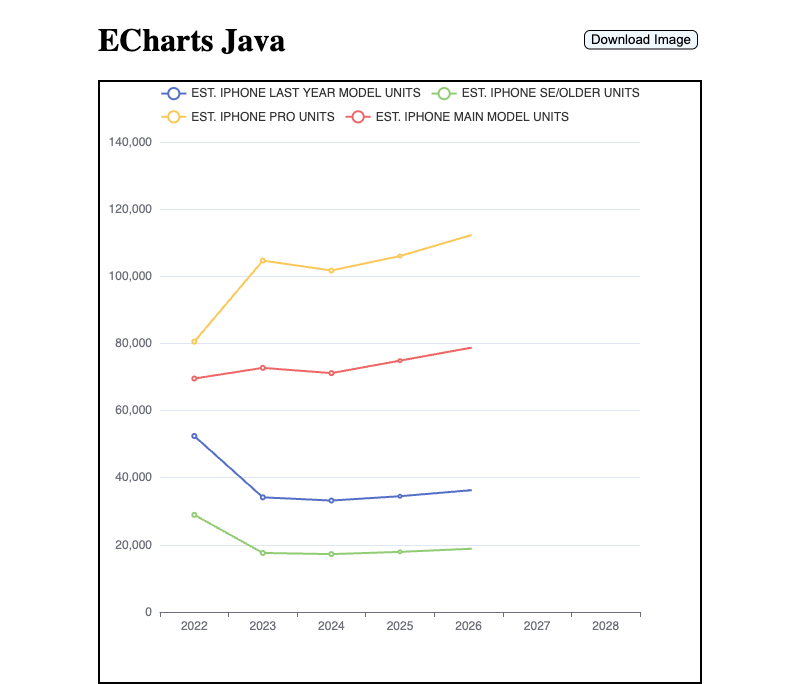 ECharts Java
Download Image
EST. IPHONE LAST YEAR MODEL UNITS EST. IPHONE SE/OLDER UNITS
EST. IPHONE PRO UNITS EST. IPHONE MAIN MODEL UNITS
140,000
120,000
100,000
80,000
60,000
40,000
20,000
0
2022 2023 2024 2025 2026 2027 2028